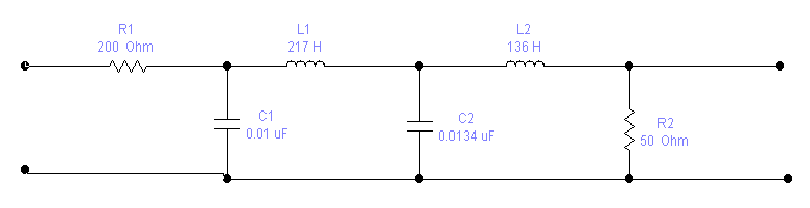 R1
200 Ohm
L1
217 H
L2
136 H
C1
0.01 uF
C2
0.0134 uF
R2
50 Ohm